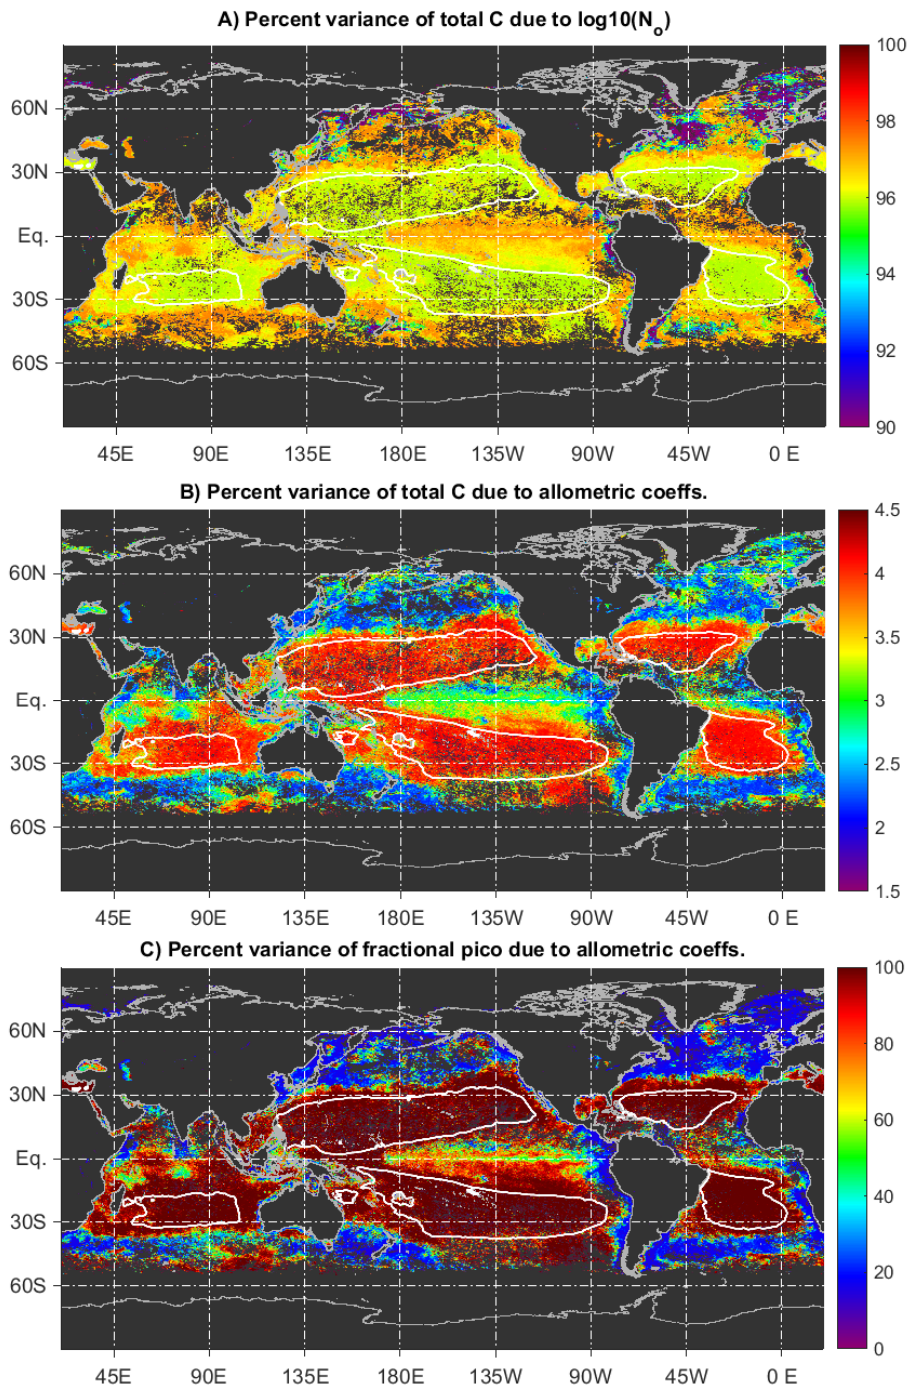 A) Percent variance of total C due to log10(N_o)
60N
30N
Eq.
30S
60S
45E 90E 135E 180E 135W 90W 45W 0 E
100
98
96
94
92
90
B) Percent variance of total C due to allometric coeffs.
60N
30N
Eq.
30S
60S
45E 90E 135E 180E 135W 90W 45W 0 E
4.5
4
3.5
3
2.5
2
1.5
C) Percent variance of fractional pico due to allometric coeffs.
60N
30N
Eq.
30S
60S
45E 90E 135E 180E 135W 90W 45W 0 E
100
80
60
40
20
0